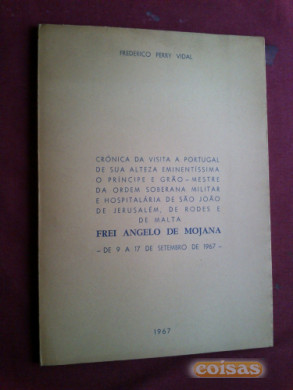 FREDERICO PERRY VIDAL
CRÓNICA DA VISITA A PORTUGAL
DE SUA ALTEZA EMINENTÍSSIMA
O PRÍNCIPE E GRÃO-MESTRE
DA ORDEM SOBERANA MILITAR
E HOSPITALÁRIA DE SÃO JOÃO
DE JERUSALÉM, DE RODES E
DE MALTA
FREI ANGELO DE MOJANA
- DE 9 A 17 DE SETEMBRO DE 1967 -
1967
coisas